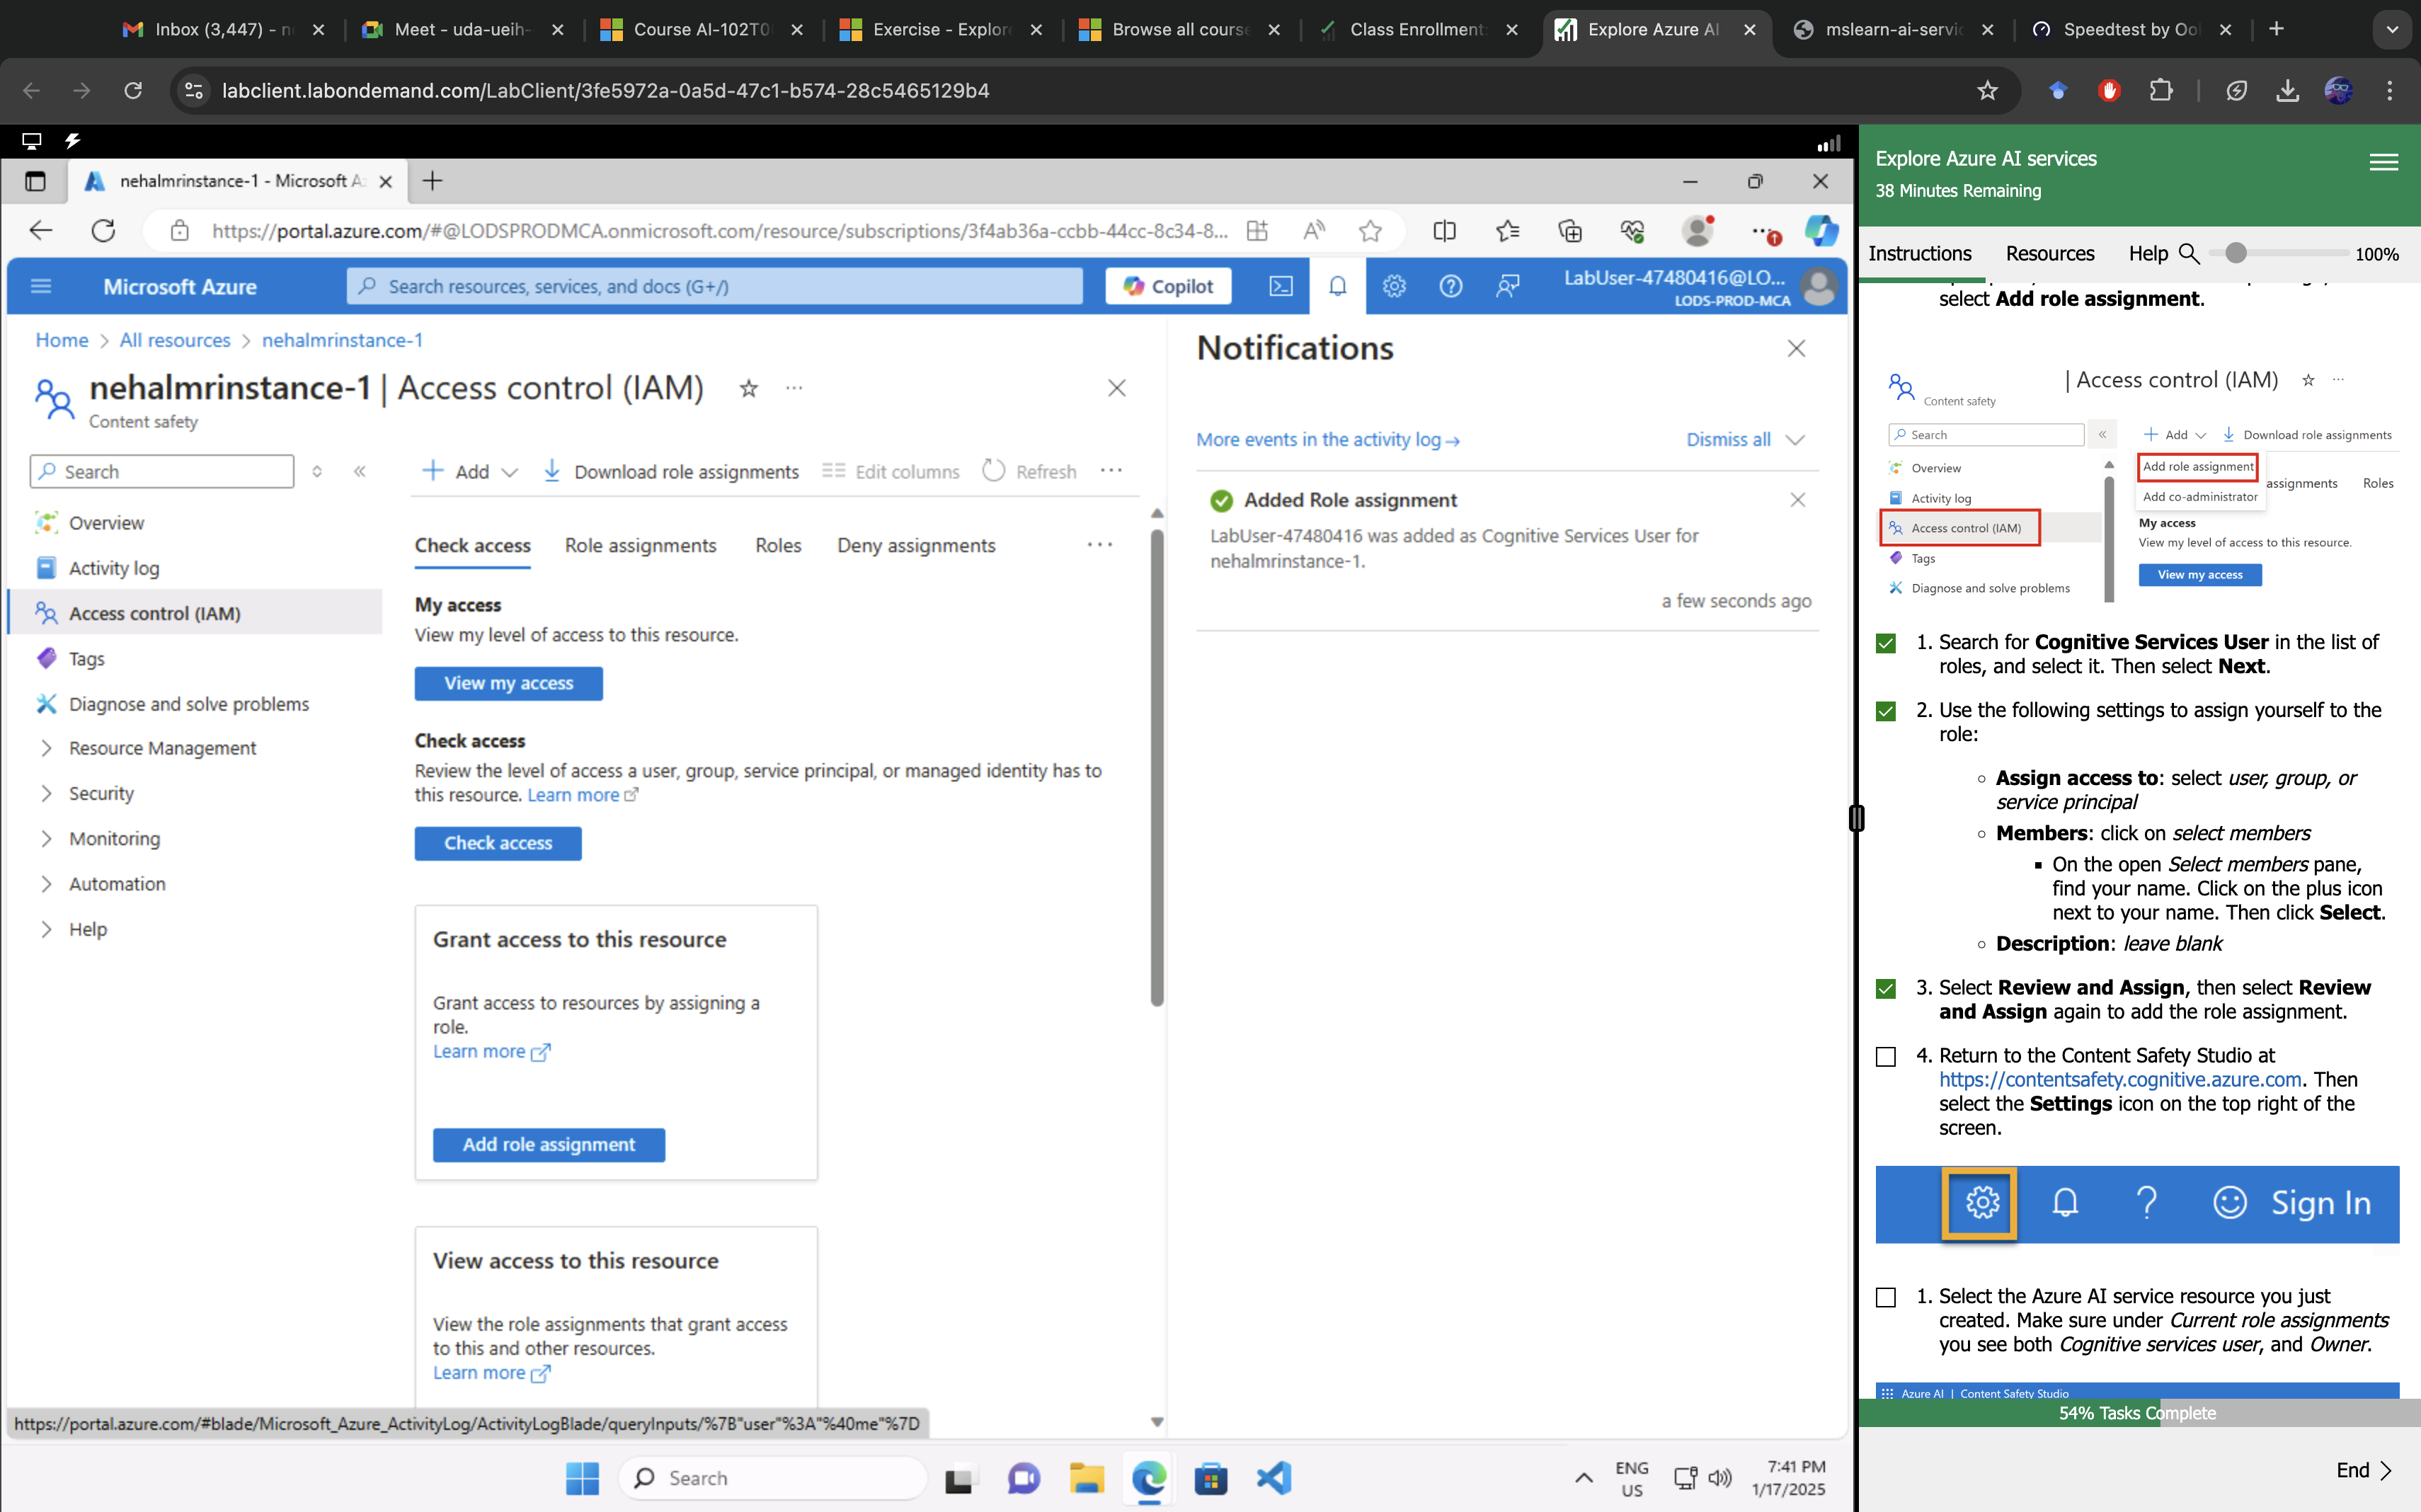 Inbox (3,447) - n
Meet - uda-ueih-
Course AI-102T0
Exercise - Explor
Browse all course
Class Enrollment
Explore Azure AI
mslearn-ai-servic
Speedtest by Ool
labclient.labondemand.com/LabClient/3fe5972a-0a5d-47c1-b574-28c5465129b4
nehalmrinstance-1 - Microsoft A
https://portal.azure.com/#@LODSPRODMCA.onmicrosoft.com/resource/subscriptions/3f4ab36a-ccbb-44cc-8c34-8...
Microsoft Azure
Search resources, services, and docs (G+/)
Copilot
LabUser-47480416@LO...
LODS-PROD-MCA
Home > All resources > nehalmrinstance-1
nehalmrinstance-1 | Access control (IAM)
Content safety
Search
Overview
Activity log
Access control (IAM)
Tags
Diagnose and solve problems
Resource Management
Security
Monitoring
Automation
Help
Add
Download role assignments
Edit columns
Refresh
Check access
Role assignments
Roles
Deny assignments
My access
View my level of access to this resource.
View my access
Check access
Review the level of access a user, group, service principal, or managed identity has to
this resource. Learn more
Check access
Grant access to this resource
Grant access to resources by assigning a
role.
Learn more
Add role assignment
View access to this resource
View the role assignments that grant access
to this and other resources.
Learn more
https://portal.azure.com/#blade/Microsoft_Azure_ActivityLog/ActivityLogBlade/queryInputs/%7B"user"%3A"%40me"%7D
Notifications
More events in the activity log →
Dismiss all
Added Role assignment
LabUser-47480416 was added as Cognitive Services User for
nehalmrinstance-1.
a few seconds ago
Search
ENG
US
7:41 PM
1/17/2025
Explore Azure AI services
38 Minutes Remaining
Instructions
Resources
Help
100%
select Add role assignment.
| Access control (IAM)
Content safety
Search
Add
Download role assignments
Overview
Add role assignment
assignments
Roles
Activity log
Add co-administrator
My access
Access control (IAM)
View my level of access to this resource.
Tags
View my access
Diagnose and solve problems
1. Search for Cognitive Services User in the list of
roles, and select it. Then select Next.
2. Use the following settings to assign yourself to the
role:
Assign access to: select user, group, or
service principal
Members: click on select members
On the open Select members pane,
find your name. Click on the plus icon
next to your name. Then click Select.
Description: leave blank
3. Select Review and Assign, then select Review
and Assign again to add the role assignment.
4. Return to the Content Safety Studio at
https://contentsafety.cognitive.azure.com. Then
select the Settings icon on the top right of the
screen.
Sign In
1. Select the Azure AI service resource you just
created. Make sure under Current role assignments
you see both Cognitive services user, and Owner.
Azure AI | Content Safety Studio
54% Tasks Complete
End